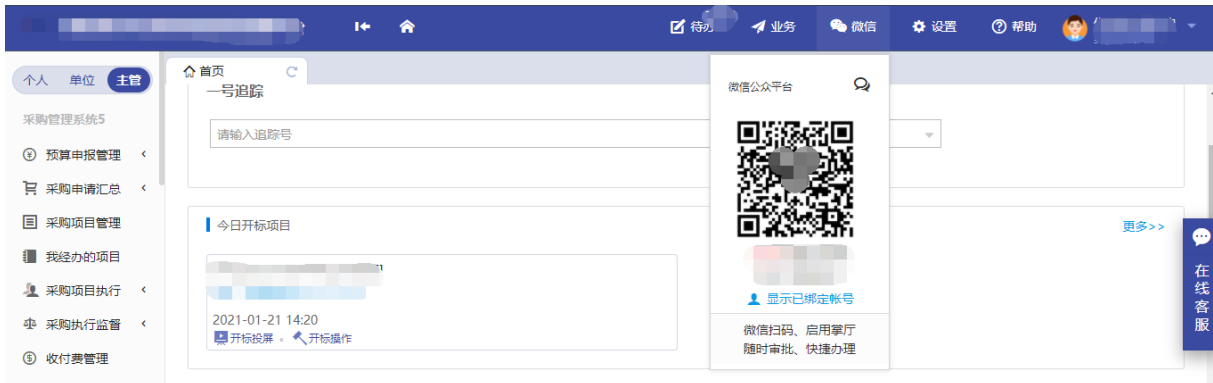 待办
业务
微信
设置
帮助
个人 单位 主管
首页
一号追踪
采购管理系统5
请输入追踪号
预算申报管理
采购申请汇总
采购项目管理
我经办的项目
采购项目执行
采购执行监督
收付费管理
今日开标项目
更多>>
2021-01-21 14:20
开标投屏
开标操作
微信公众平台
显示已绑定帐号
微信扫码、启用掌厅
随时审批、快捷办理
在线客服